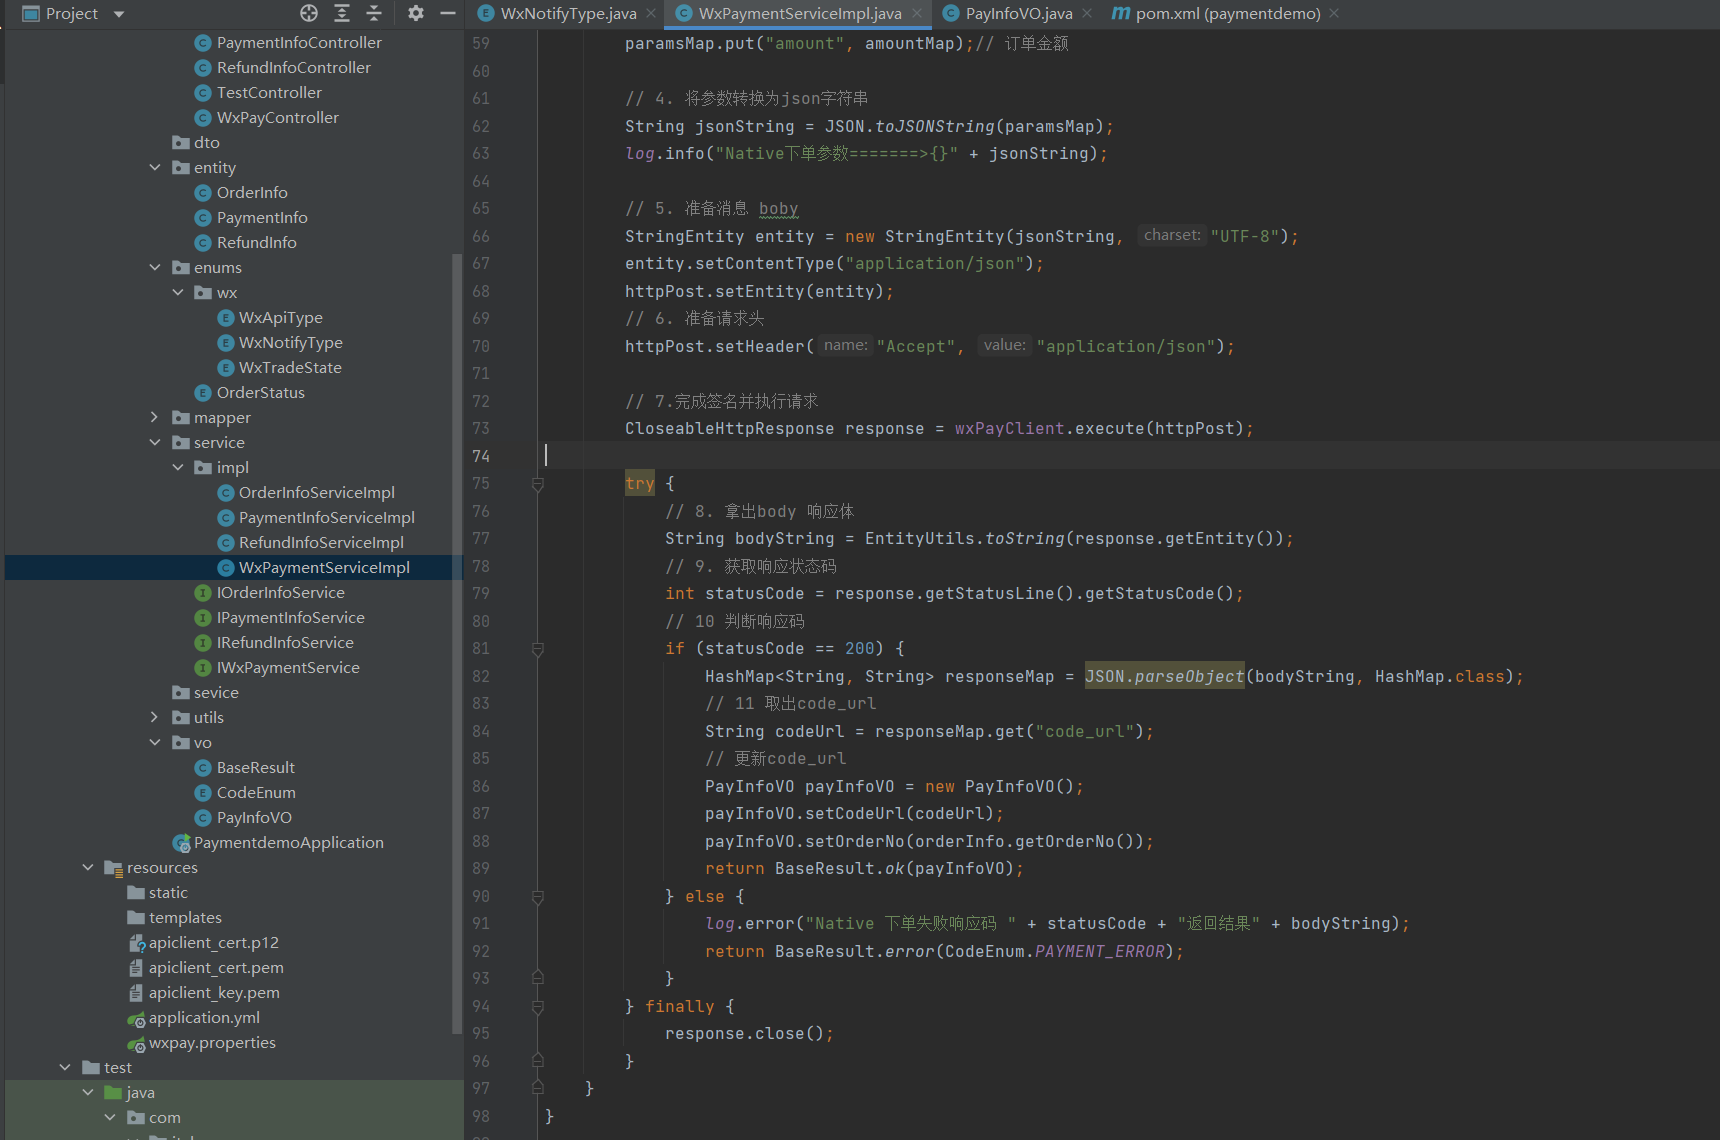 Project
WxNotifyType.java
WxPaymentServiceImpl.java
PayInfoVO.java
m pom.xml (paymentdemo)
PaymentInfoController
RefundInfoController
TestController
WxPayController
dto
entity
OrderInfo
PaymentInfo
RefundInfo
enums
wx
WxApiType
WxNotifyType
WxTradeState
OrderStatus
mapper
service
impl
OrderInfoServiceImpl
PaymentInfoServiceImpl
RefundInfoServiceImpl
WxPaymentServiceImpl
IOrderInfoService
IPaymentInfoService
IRefundInfoService
IWxPaymentService
sevice
utils
vo
BaseResult
CodeEnum
PayInfoVO
PaymentdemoApplication
resources
static
templates
apiclient_cert.p12
apiclient_cert.pem
apiclient_key.pem
application.yml
wxpay.properties
test
java
com
59 paramsMap.put("amount", amountMap);// 订单金额
60
61 // 4. 将参数转换为json字符串
62 String jsonString = JSON.toJSONString(paramsMap);
63 log.info("Native下单参数=======>{}" + jsonString);
64
65 // 5. 准备消息 boby
66 StringEntity entity = new StringEntity(jsonString, charset: "UTF-8");
67 entity.setContentType("application/json");
68 httpPost.setEntity(entity);
69 // 6. 准备请求头
70 httpPost.setHeader( name: "Accept", value: "application/json");
71
72 // 7.完成签名并执行请求
73 CloseableHttpResponse response = wxPayClient.execute(httpPost);
74
75 try {
76 // 8. 拿出body 响应体
77 String bodyString = EntityUtils.toString(response.getEntity());
78 // 9. 获取响应状态码
79 int statusCode = response.getStatusLine().getStatusCode();
80 // 10 判断响应码
81 if (statusCode == 200) {
82 HashMap<String, String> responseMap = JSON.parseObject(bodyString, HashMap.class);
83 // 11 取出code_url
84 String codeUrl = responseMap.get("code_url");
85 // 更新code_url
86 PayInfoVO payInfoVO = new PayInfoVO();
87 payInfoVO.setCodeUrl(codeUrl);
88 payInfoVO.setOrderNo(orderInfo.getOrderNo());
89 return BaseResult.ok(payInfoVO);
90 } else {
91 log.error("Native 下单失败响应码 " + statusCode + "返回结果" + bodyString);
92 return BaseResult.error(CodeEnum.PAYMENT_ERROR);
93 }
94 } finally {
95 response.close();
96 }
97 }
98 }